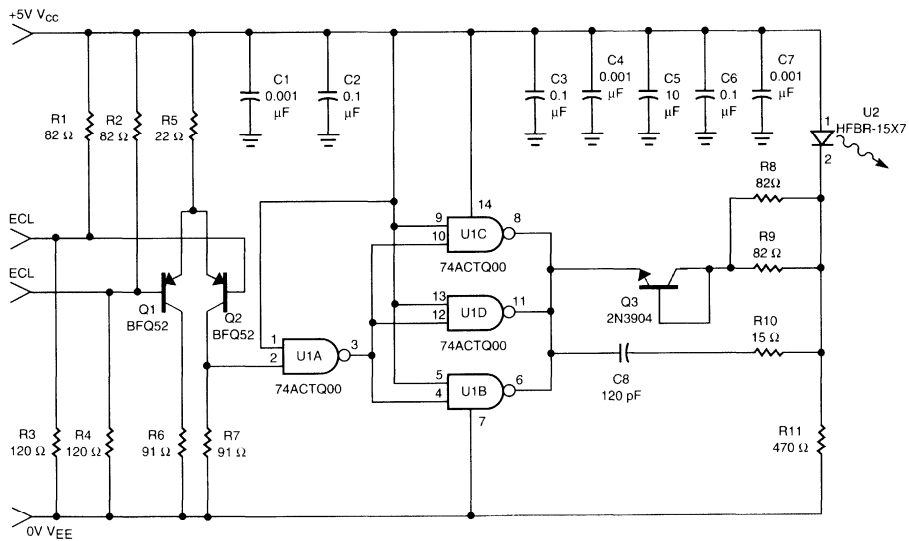 +5V VCC
C1
0.001
μF
C2
0.1
μF
C3
0.1
μF
C4
0.001
μF
C5
10
μF
C6
0.1
μF
C7
0.001
μF
R1
82 Ω
R2
82 Ω
R5
22 Ω
U2
HFBR-15X7
1
2
R8
82Ω
ECL
ECL
Q1
BFQ52
Q2
BFQ52
14
9
10
U1C
8
74ACTQ00
R9
82 Ω
Q3
2N3904
13
12
U1D
11
74ACTQ00
1
2
U1A
3
74ACTQ00
R10
15 Ω
C8
120 pF
5
4
U1B
6
7
R3
120 Ω
R4
120 Ω
R6
91 Ω
R7
91 Ω
R11
470 Ω
0V VEE